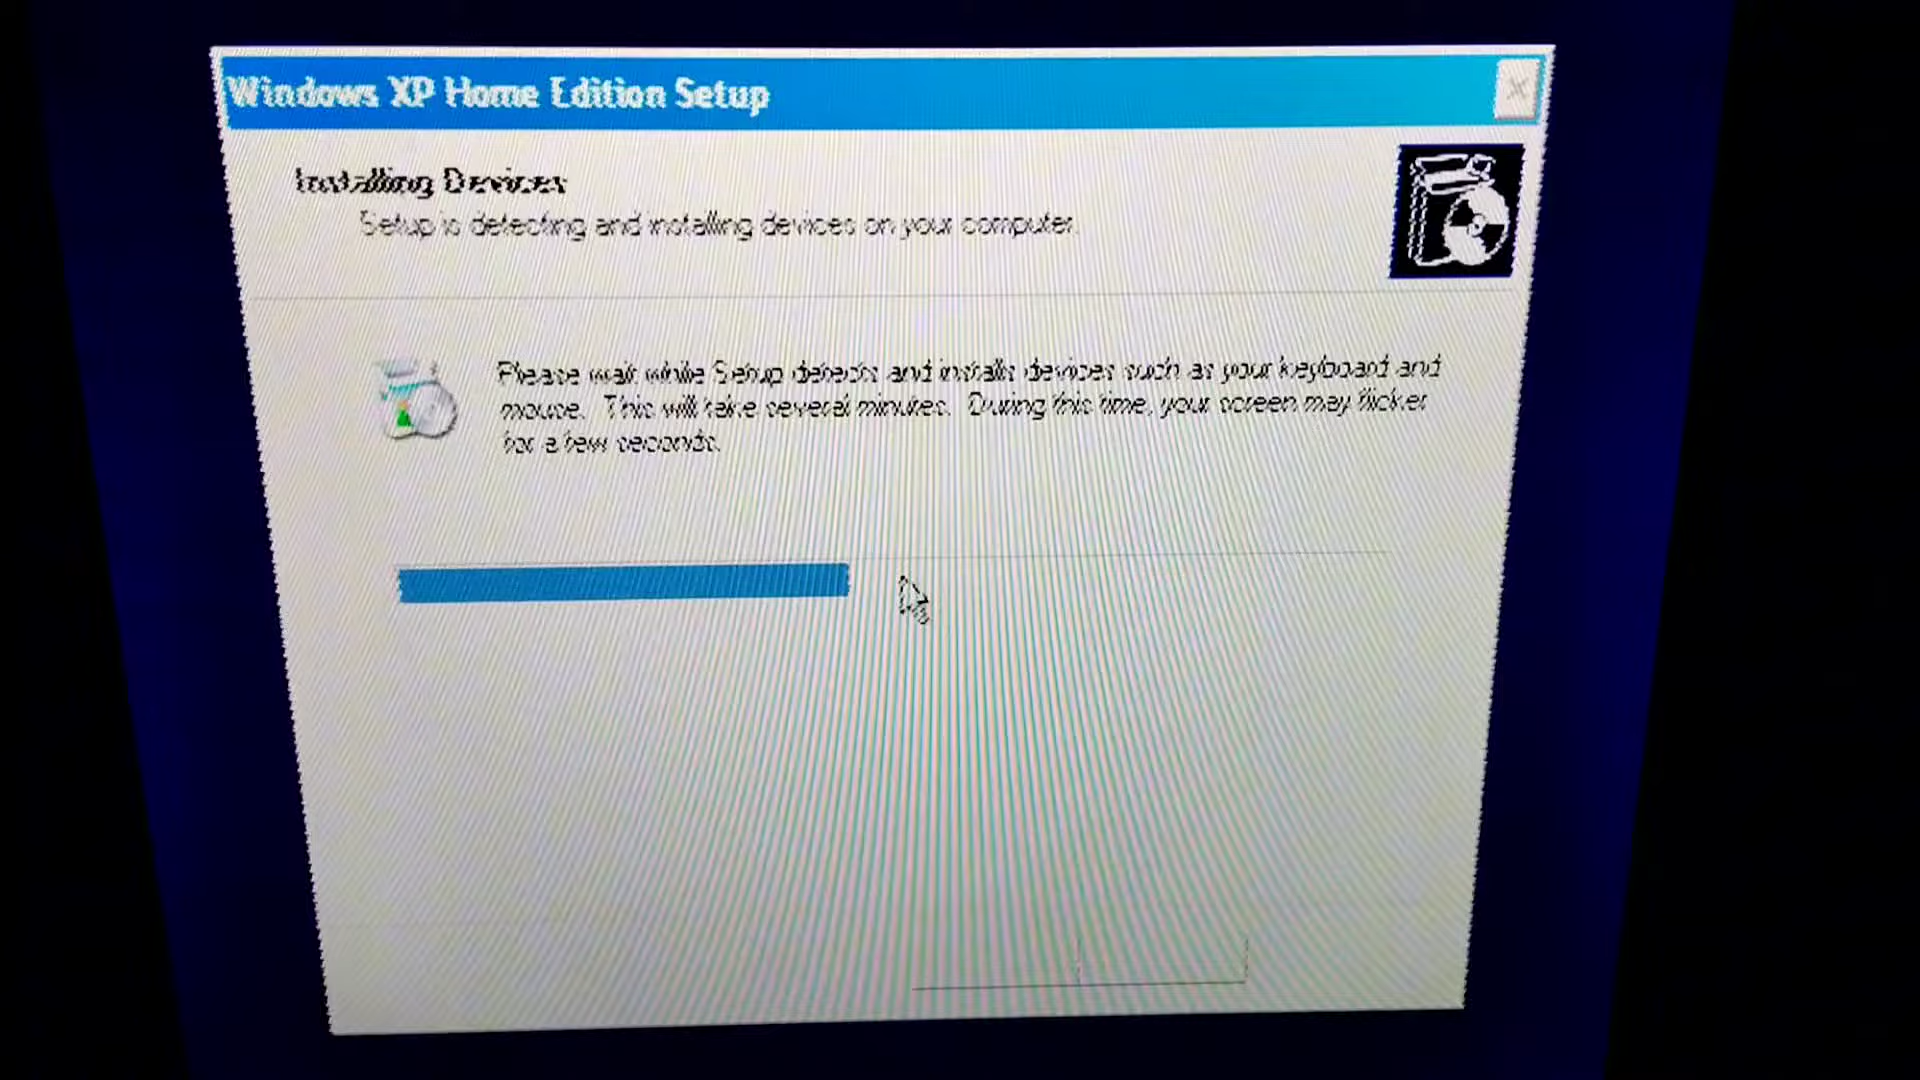 Windows XP Home Edition Setup
Installing Devices
Setup is detecting and installing devices on your computer.
Please wait while Setup detects and installs devices such as your keyboard and
mouse. This will take several minutes. During this time, your screen may flicker
for a few seconds.